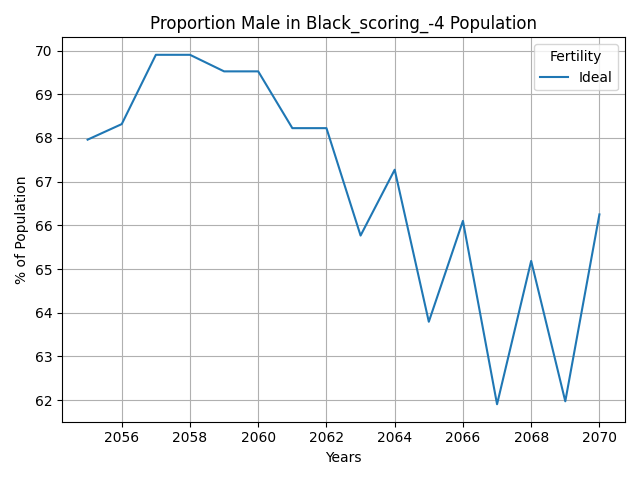 Proportion Male in Black_scoring_-4 Population
Fertility
Ideal
70
69
68
67
66
65
64
63
62
% of Population
2056 2058 2060 2062 2064 2066 2068 2070
Years